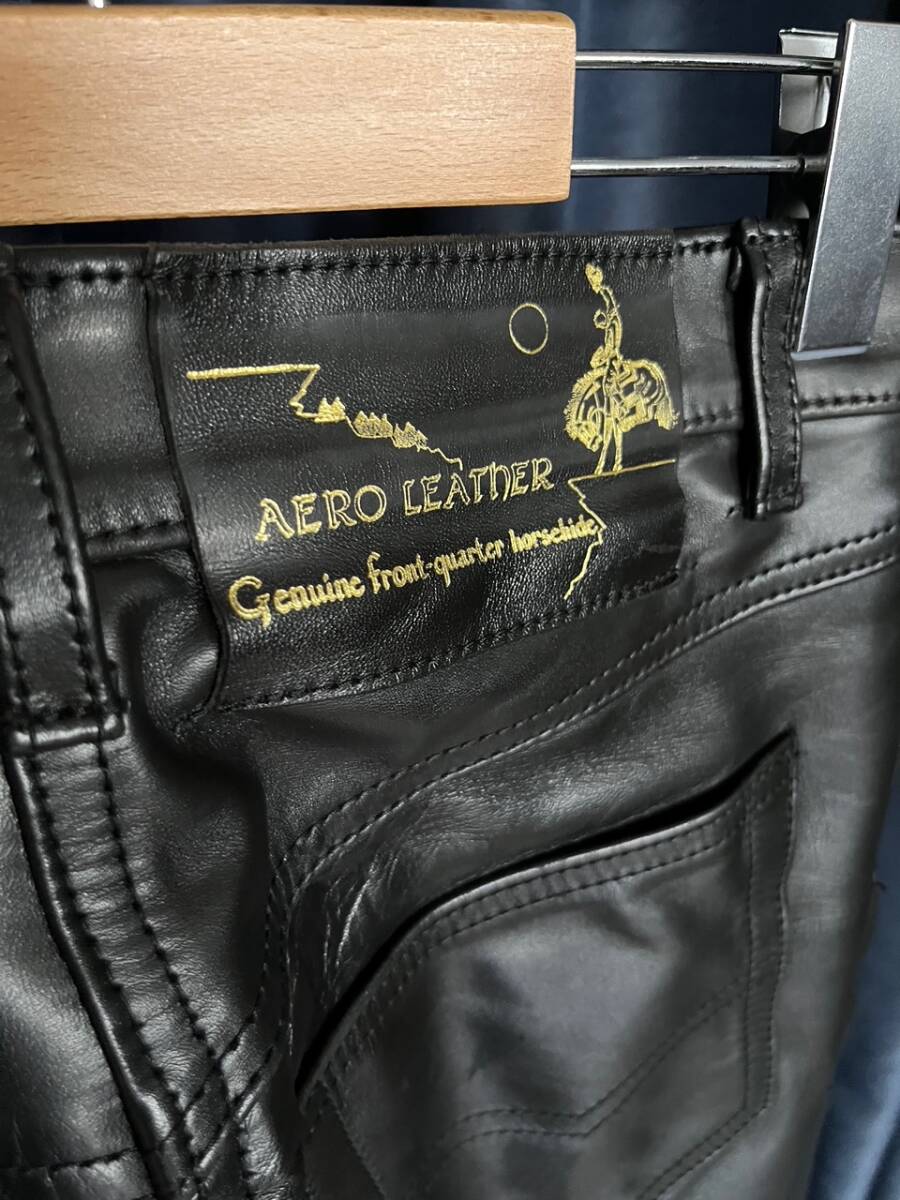 AERO LEATHER
Genuine front-quarter horsehide